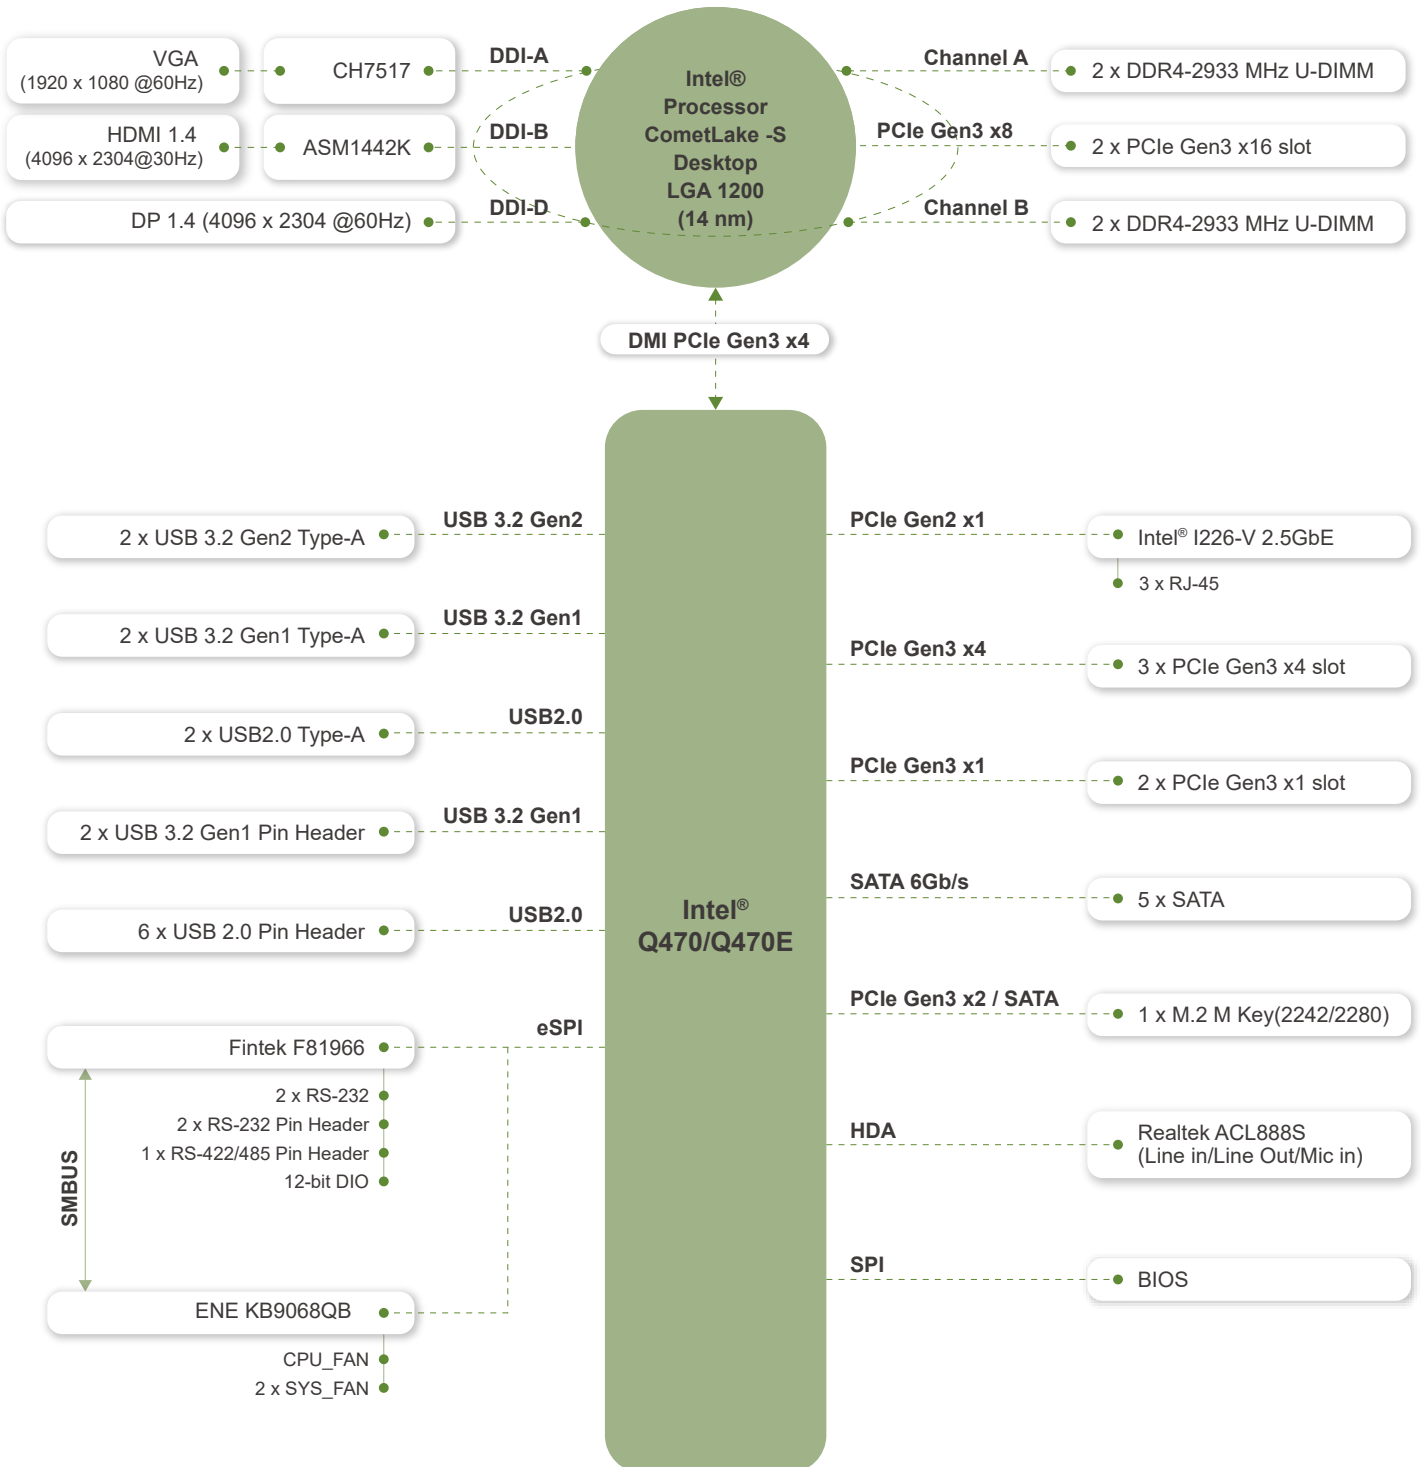 VGA
(1920 x 1080 @60Hz)
CH7517
DDI-A
HDMI 1.4
(4096 x 2304@30Hz)
ASM1442K
DDI-B
DP 1.4 (4096 x 2304 @60Hz)
DDI-D
Intel®
Processor
CometLake -S
Desktop
LGA 1200
(14 nm)
Channel A
2 x DDR4-2933 MHz U-DIMM
PCIe Gen3 x8
2 x PCIe Gen3 x16 slot
Channel B
2 x DDR4-2933 MHz U-DIMM
DMI PCIe Gen3 x4
USB 3.2 Gen2
2 x USB 3.2 Gen2 Type-A
USB 3.2 Gen1
2 x USB 3.2 Gen1 Type-A
USB2.0
2 x USB2.0 Type-A
USB 3.2 Gen1
2 x USB 3.2 Gen1 Pin Header
USB2.0
6 x USB 2.0 Pin Header
eSPI
Fintek F81966
2 x RS-232
2 x RS-232 Pin Header
1 x RS-422/485 Pin Header
12-bit DIO
SMBUS
ENE KB9068QB
CPU_FAN
2 x SYS_FAN
Intel®
Q470/Q470E
PCIe Gen2 x1
Intel® I226-V 2.5GbE
3 x RJ-45
PCIe Gen3 x4
3 x PCIe Gen3 x4 slot
PCIe Gen3 x1
2 x PCIe Gen3 x1 slot
SATA 6Gb/s
5 x SATA
PCIe Gen3 x2 / SATA
1 x M.2 M Key(2242/2280)
HDA
Realtek ACL888S
(Line in/Line Out/Mic in)
SPI
BIOS